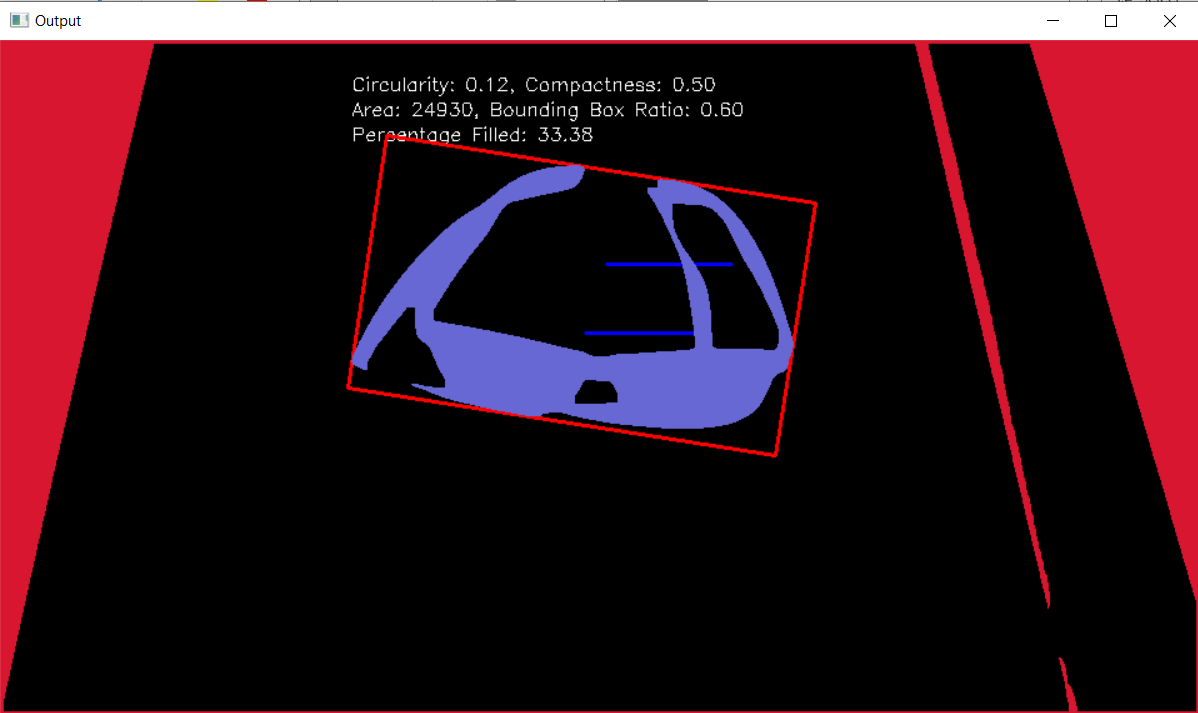 Output
Circularity: 0.12, Compactness: 0.50
Area: 24930, Bounding Box Ratio: 0.60
Percentage Filled: 33.38